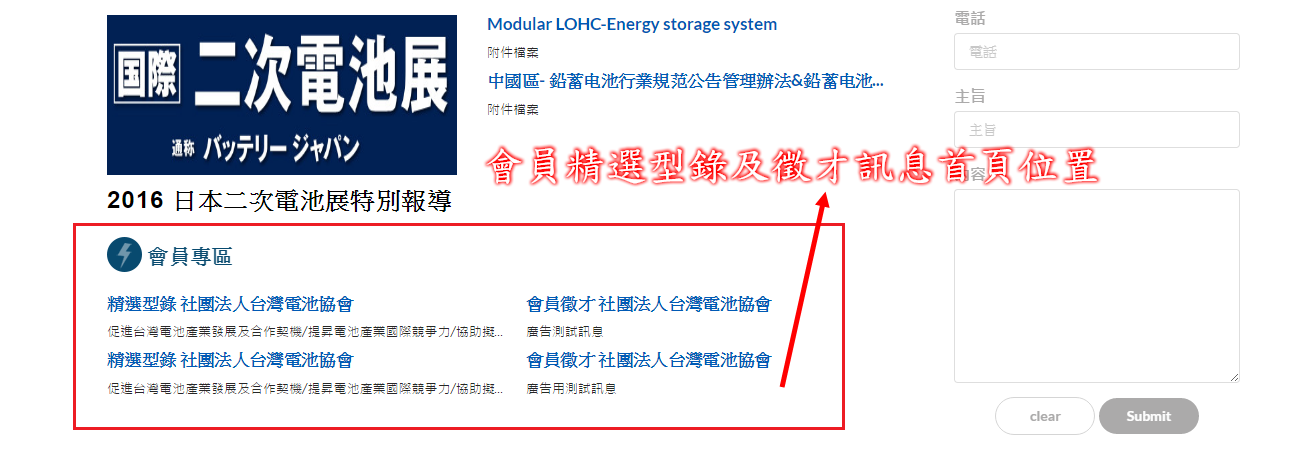 国際 二次電池展
通称 バッテリー ジャパン
2016 日本二次電池展特別報導
Modular LOHC-Energy storage system
附件檔案
中國區- 鉛蓄电池行業規范公告管理辦法&鉛蓄电池...
附件檔案
會員精選型錄及徵才訊息首頁位置
會員專區
精選型錄 社團法人台灣電池協會
促進台灣電池產業發展及合作契機/提昇電池產業國際競爭力/協助擬...
精選型錄 社團法人台灣電池協會
促進台灣電池產業發展及合作契機/提昇電池產業國際競爭力/協助擬...
會員徵才 社團法人台灣電池協會
廣告測試訊息
會員徵才 社團法人台灣電池協會
廣告用測試訊息
電話
電話
主旨
主旨
內容
clear
Submit